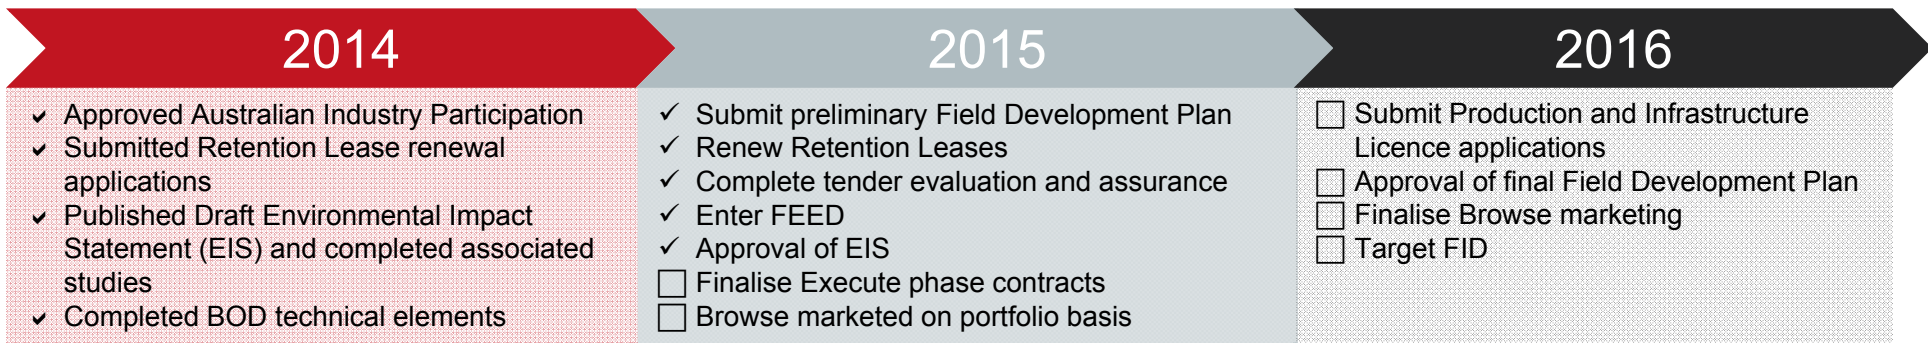 2014
✓ Approved Australian Industry Participation
✓ Submitted Retention Lease renewal
applications
✓ Published Draft Environmental Impact
Statement (EIS) and completed associated
studies
✓ Completed BOD technical elements
2015
✓ Submit preliminary Field Development Plan
✓ Renew Retention Leases
✓ Complete tender evaluation and assurance
✓ Enter FEED
✓ Approval of EIS
☐ Finalise Execute phase contracts
☐ Browse marketed on portfolio basis
2016
☐ Submit Production and Infrastructure
Licence applications
☐ Approval of final Field Development Plan
☐ Finalise Browse marketing
☐ Target FID